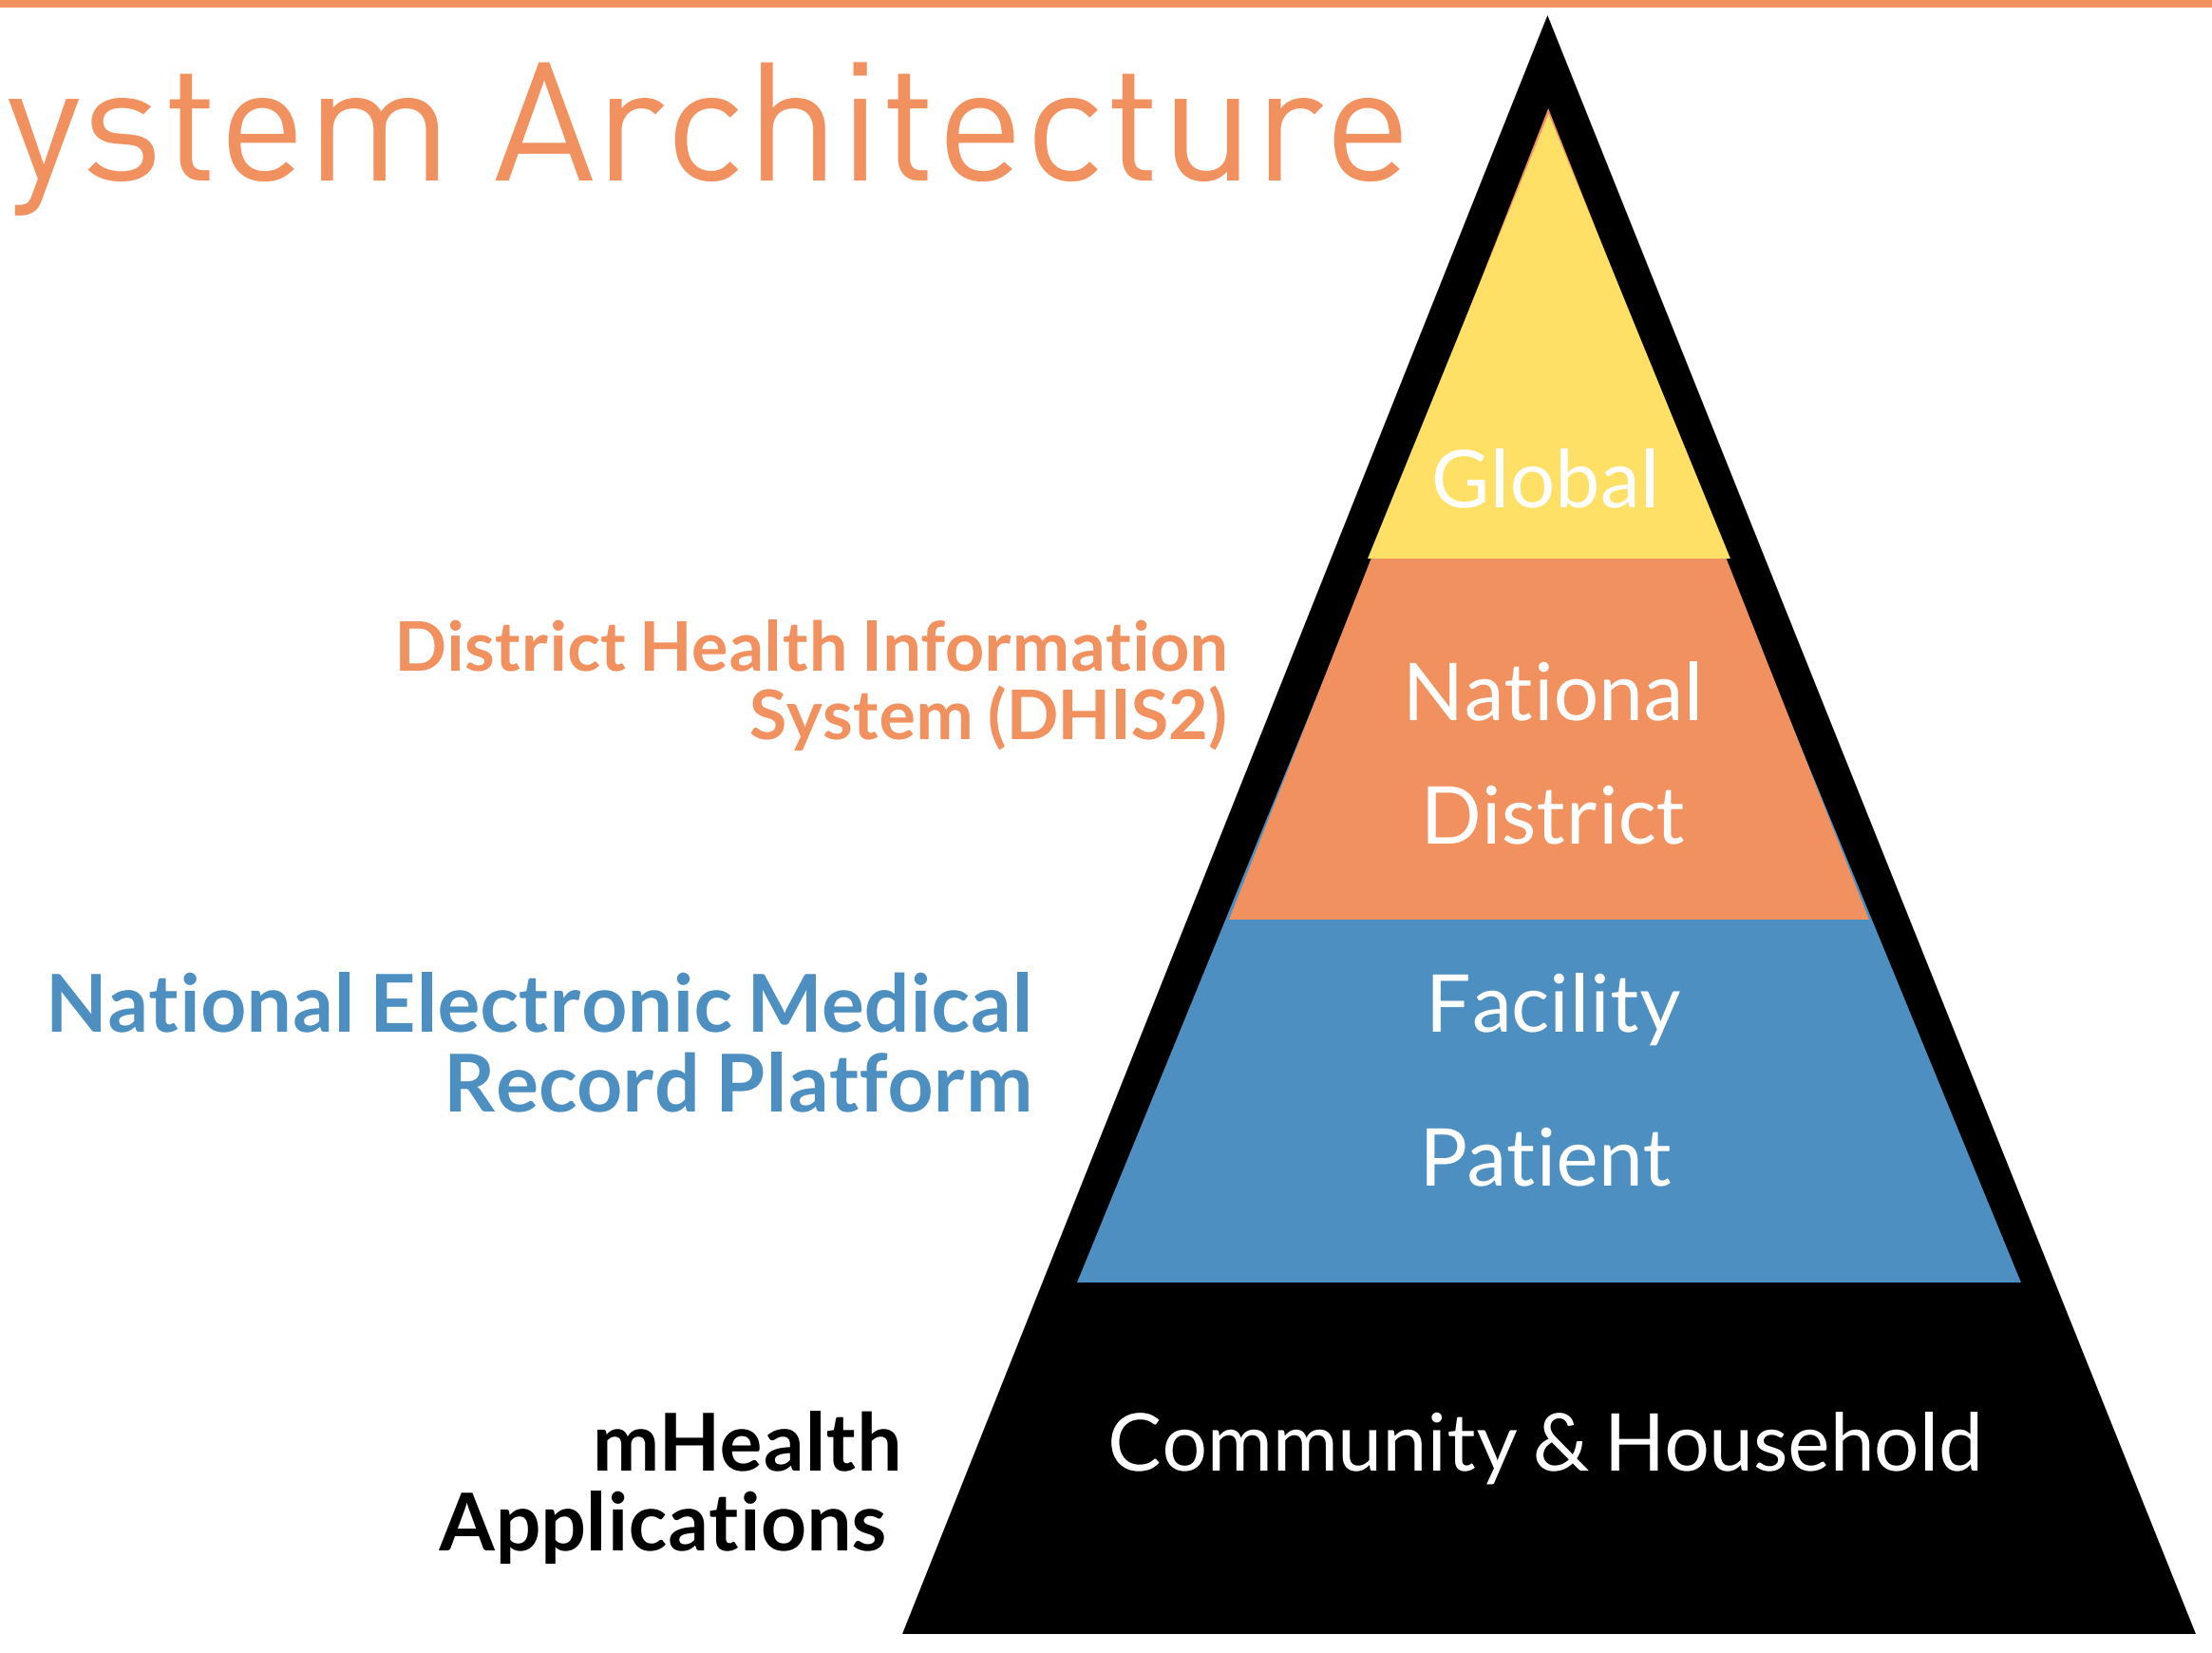 ystem Architecture
Global
District Health Information
System (DHIS2)
National
District
National Electronic Medical
Record Platform
Facility
Patient
mHealth
Applications
Community & Household